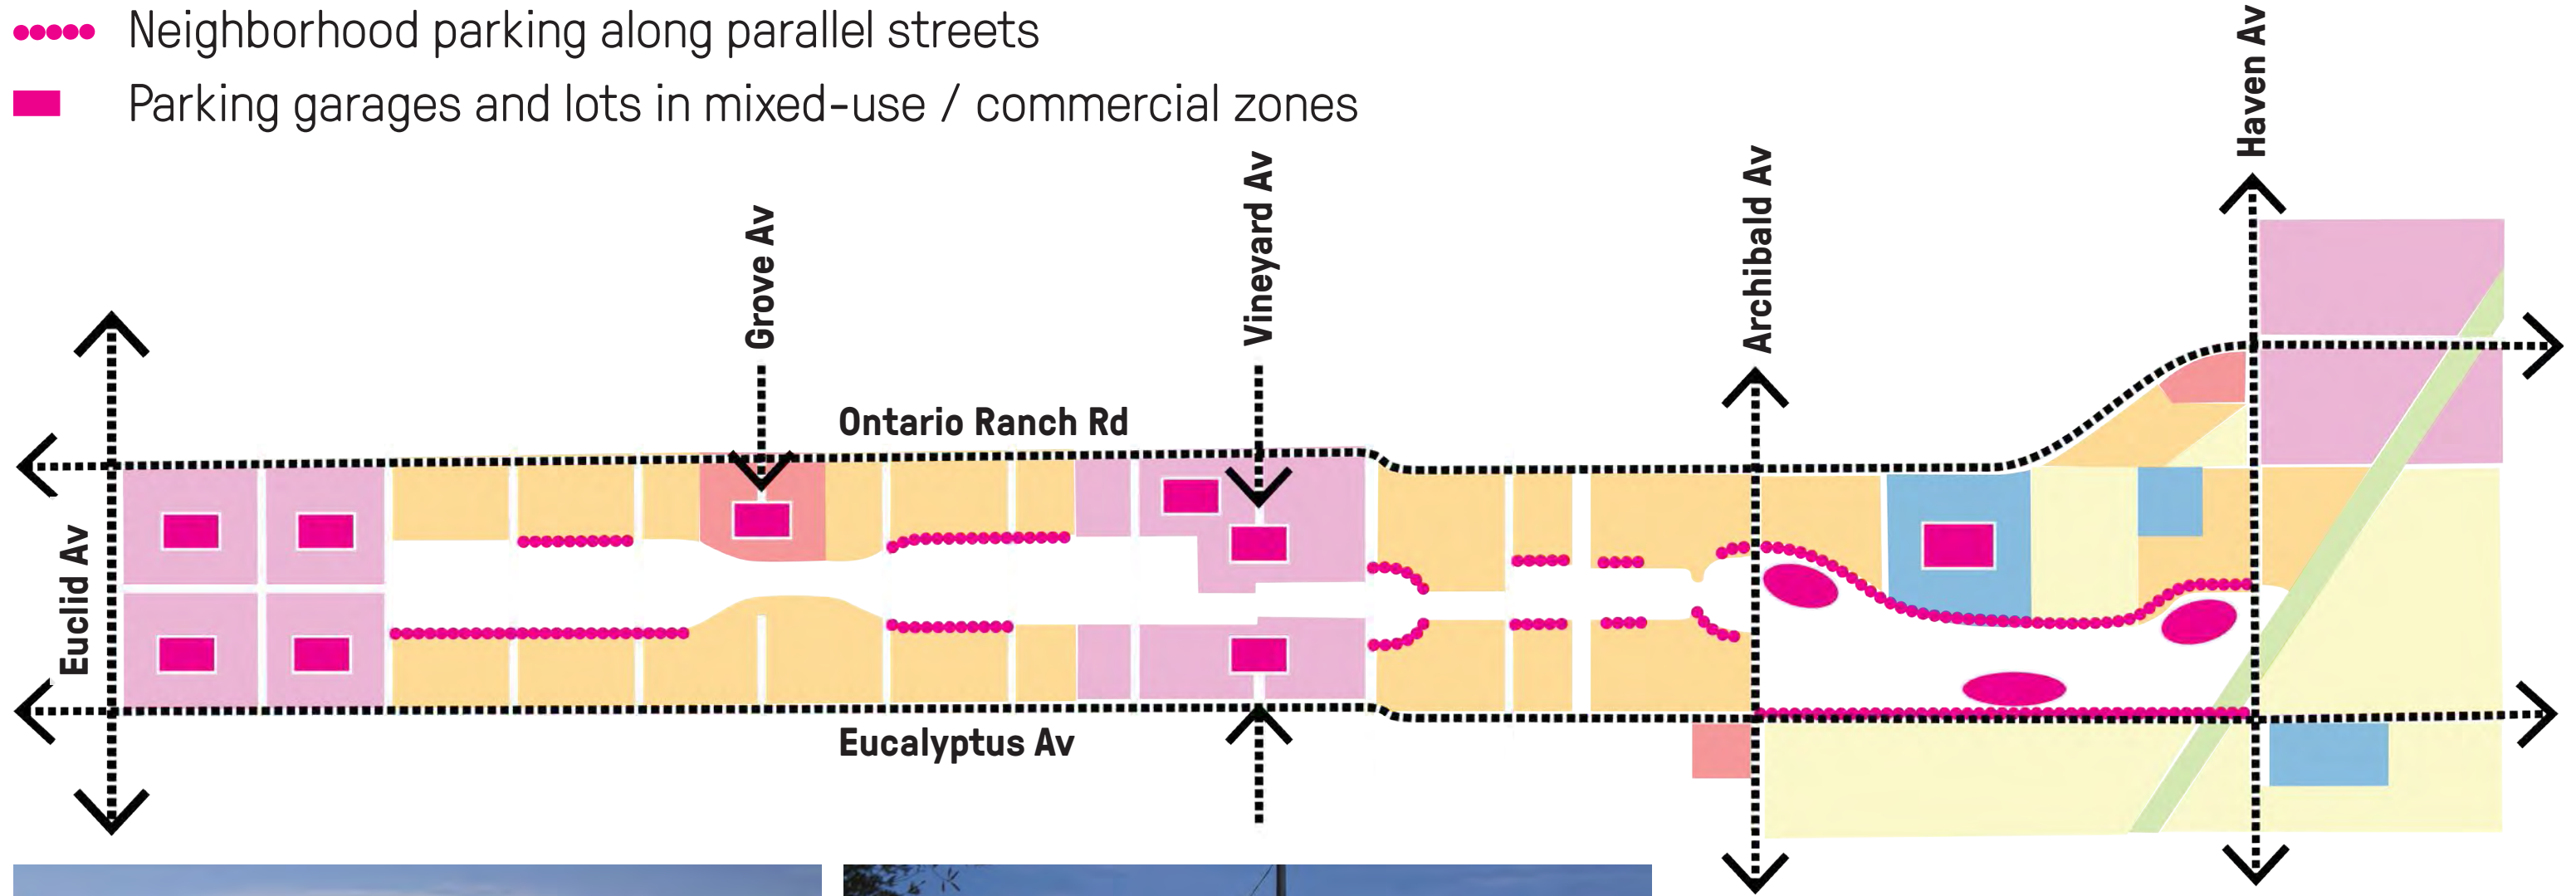 Neighborhood parking along parallel streets
Parking garages and lots in mixed-use / commercial zones
Haven Av
Archibald Av
Vineyard Av
Grove Av
Ontario Ranch Rd
Euclid Av
Eucalyptus Av